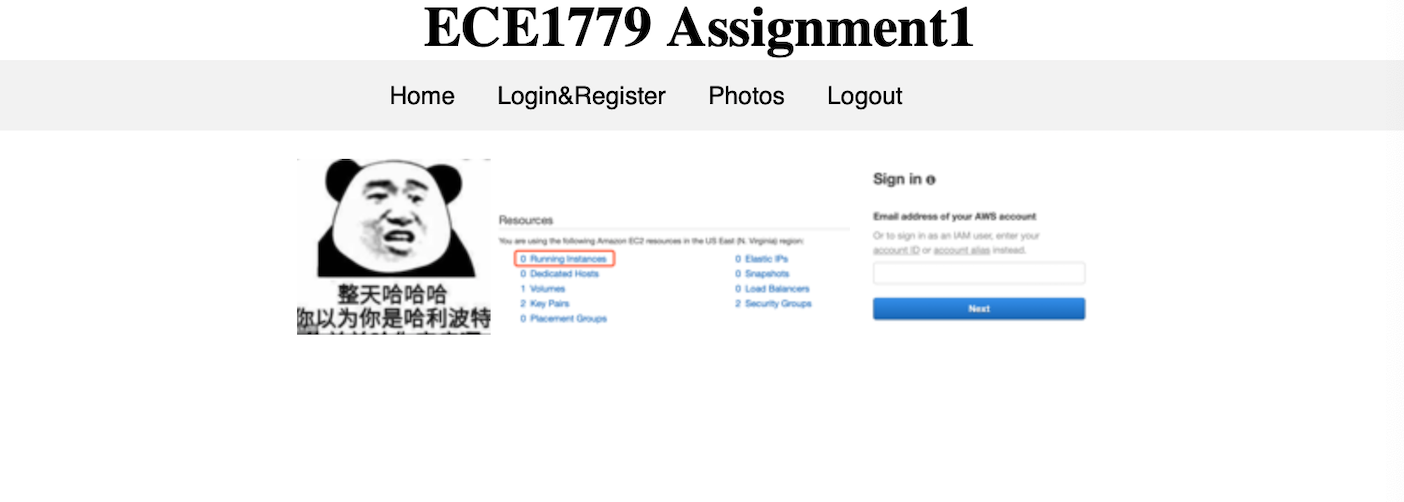 ECE1779 Assignment1
Home Login&Register Photos Logout
整天哈哈哈
你以为你是哈利波特
Resources
You are using the following Amazon EC2 resources in the US East (N. Virginia) region:
0 Running Instances
0 Elastic IPs
0 Dedicated Hosts
0 Snapshots
1 Volumes
0 Load Balancers
2 Key Pairs
2 Security Groups
0 Placement Groups
Sign in
Email address of your AWS account
Or to sign in as an IAM user, enter your
account ID or account alias instead.
Next